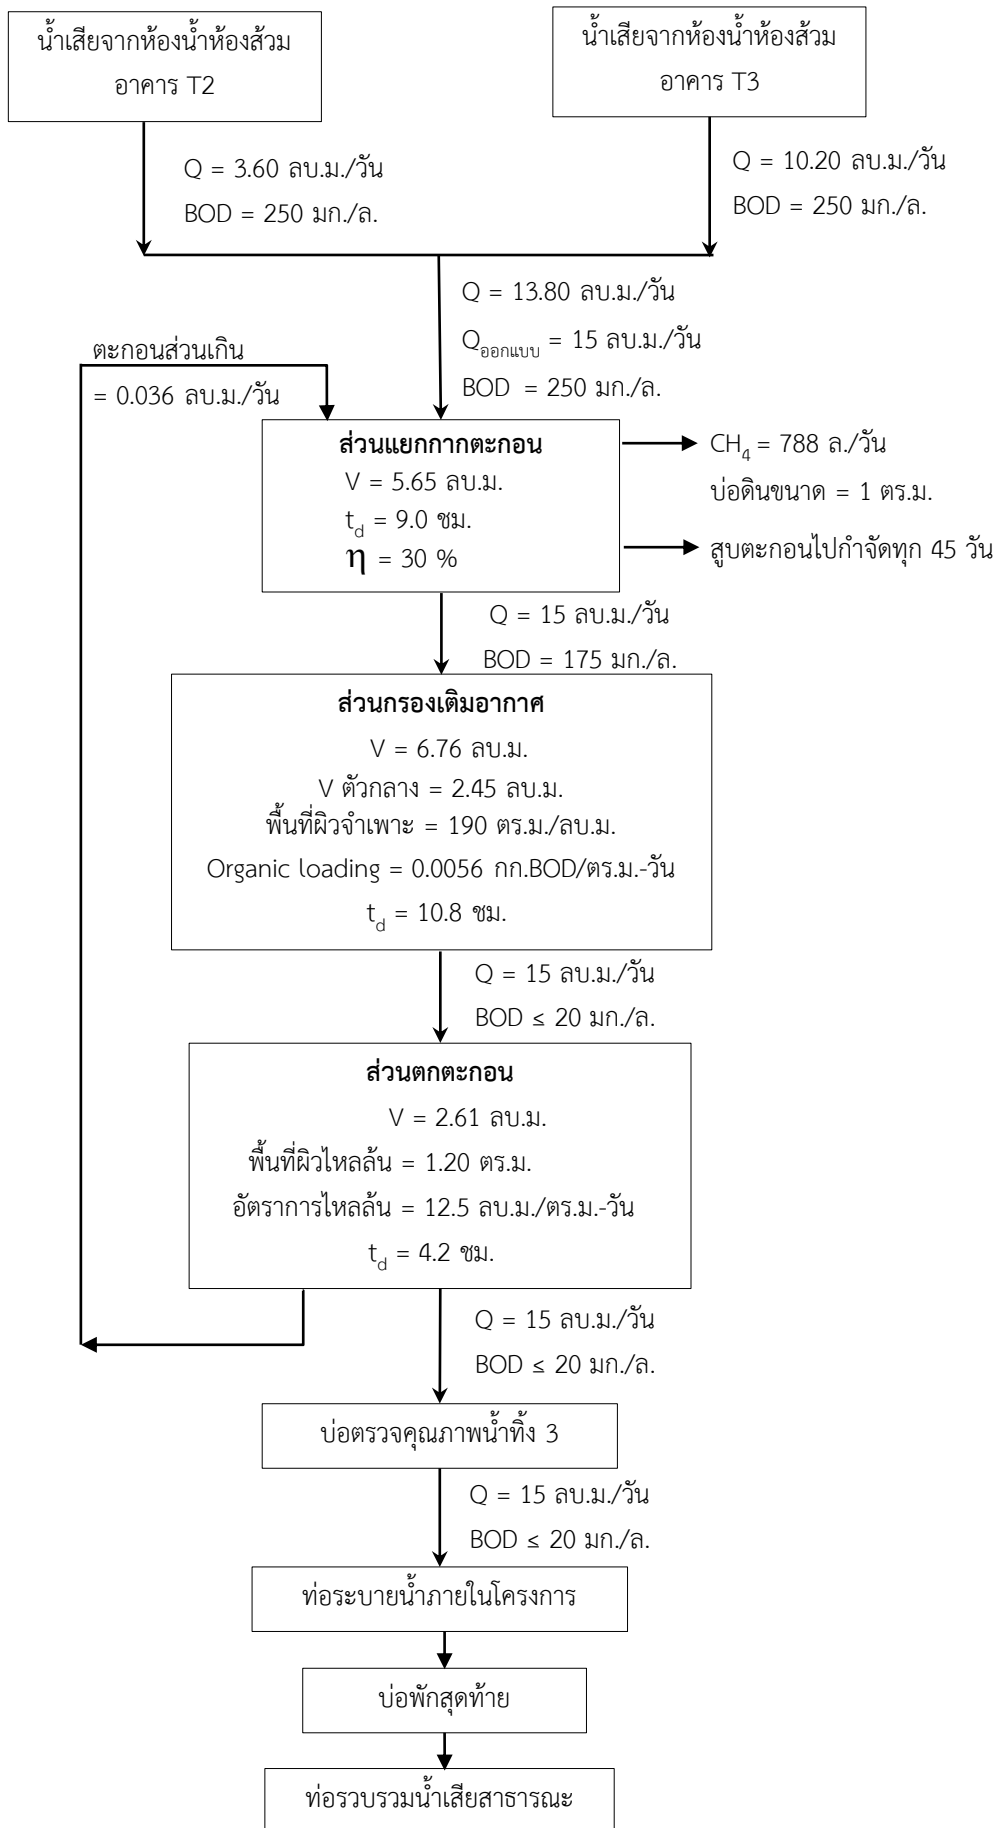 น้ำเสียจากห้องน้ำห้องส้วม
อาคาร T2
น้ำเสียจากห้องน้ำห้องส้วม
อาคาร T3
Q = 3.60 ลบ.ม./วัน
BOD = 250 มก./ล.
Q = 10.20 ลบ.ม./วัน
BOD = 250 มก./ล.
Q = 13.80 ลบ.ม./วัน
Qออกแบบ = 15 ลบ.ม./วัน
BOD = 250 มก./ล.
ตะกอนส่วนเกิน
= 0.036 ลบ.ม./วัน
ส่วนแยกกากตะกอน
V = 5.65 ลบ.ม.
td = 9.0 ชม.
η = 30 %
CH4 = 788 ล./วัน
บ่อดินขนาด = 1 ตร.ม.
สูบตะกอนไปกำจัดทุก 45 วัน
Q = 15 ลบ.ม./วัน
BOD = 175 มก./ล.
ส่วนกรองเติมอากาศ
V = 6.76 ลบ.ม.
V ตัวกลาง = 2.45 ลบ.ม.
พื้นที่ผิวจำเพาะ = 190 ตร.ม./ลบ.ม.
Organic loading = 0.0056 กก.BOD/ตร.ม.-วัน
td = 10.8 ชม.
Q = 15 ลบ.ม./วัน
BOD ≤ 20 มก./ล.
ส่วนตกตะกอน
V = 2.61 ลบ.ม.
พื้นที่ผิวไหลล้น = 1.20 ตร.ม.
อัตราการไหลล้น = 12.5 ลบ.ม./ตร.ม.-วัน
td = 4.2 ชม.
Q = 15 ลบ.ม./วัน
BOD ≤ 20 มก./ล.
บ่อตรวจคุณภาพน้ำทิ้ง 3
Q = 15 ลบ.ม./วัน
BOD ≤ 20 มก./ล.
ท่อระบายน้ำภายในโครงการ
บ่อพักสุดท้าย
ท่อรวบรวมน้ำเสียสาธารณะ